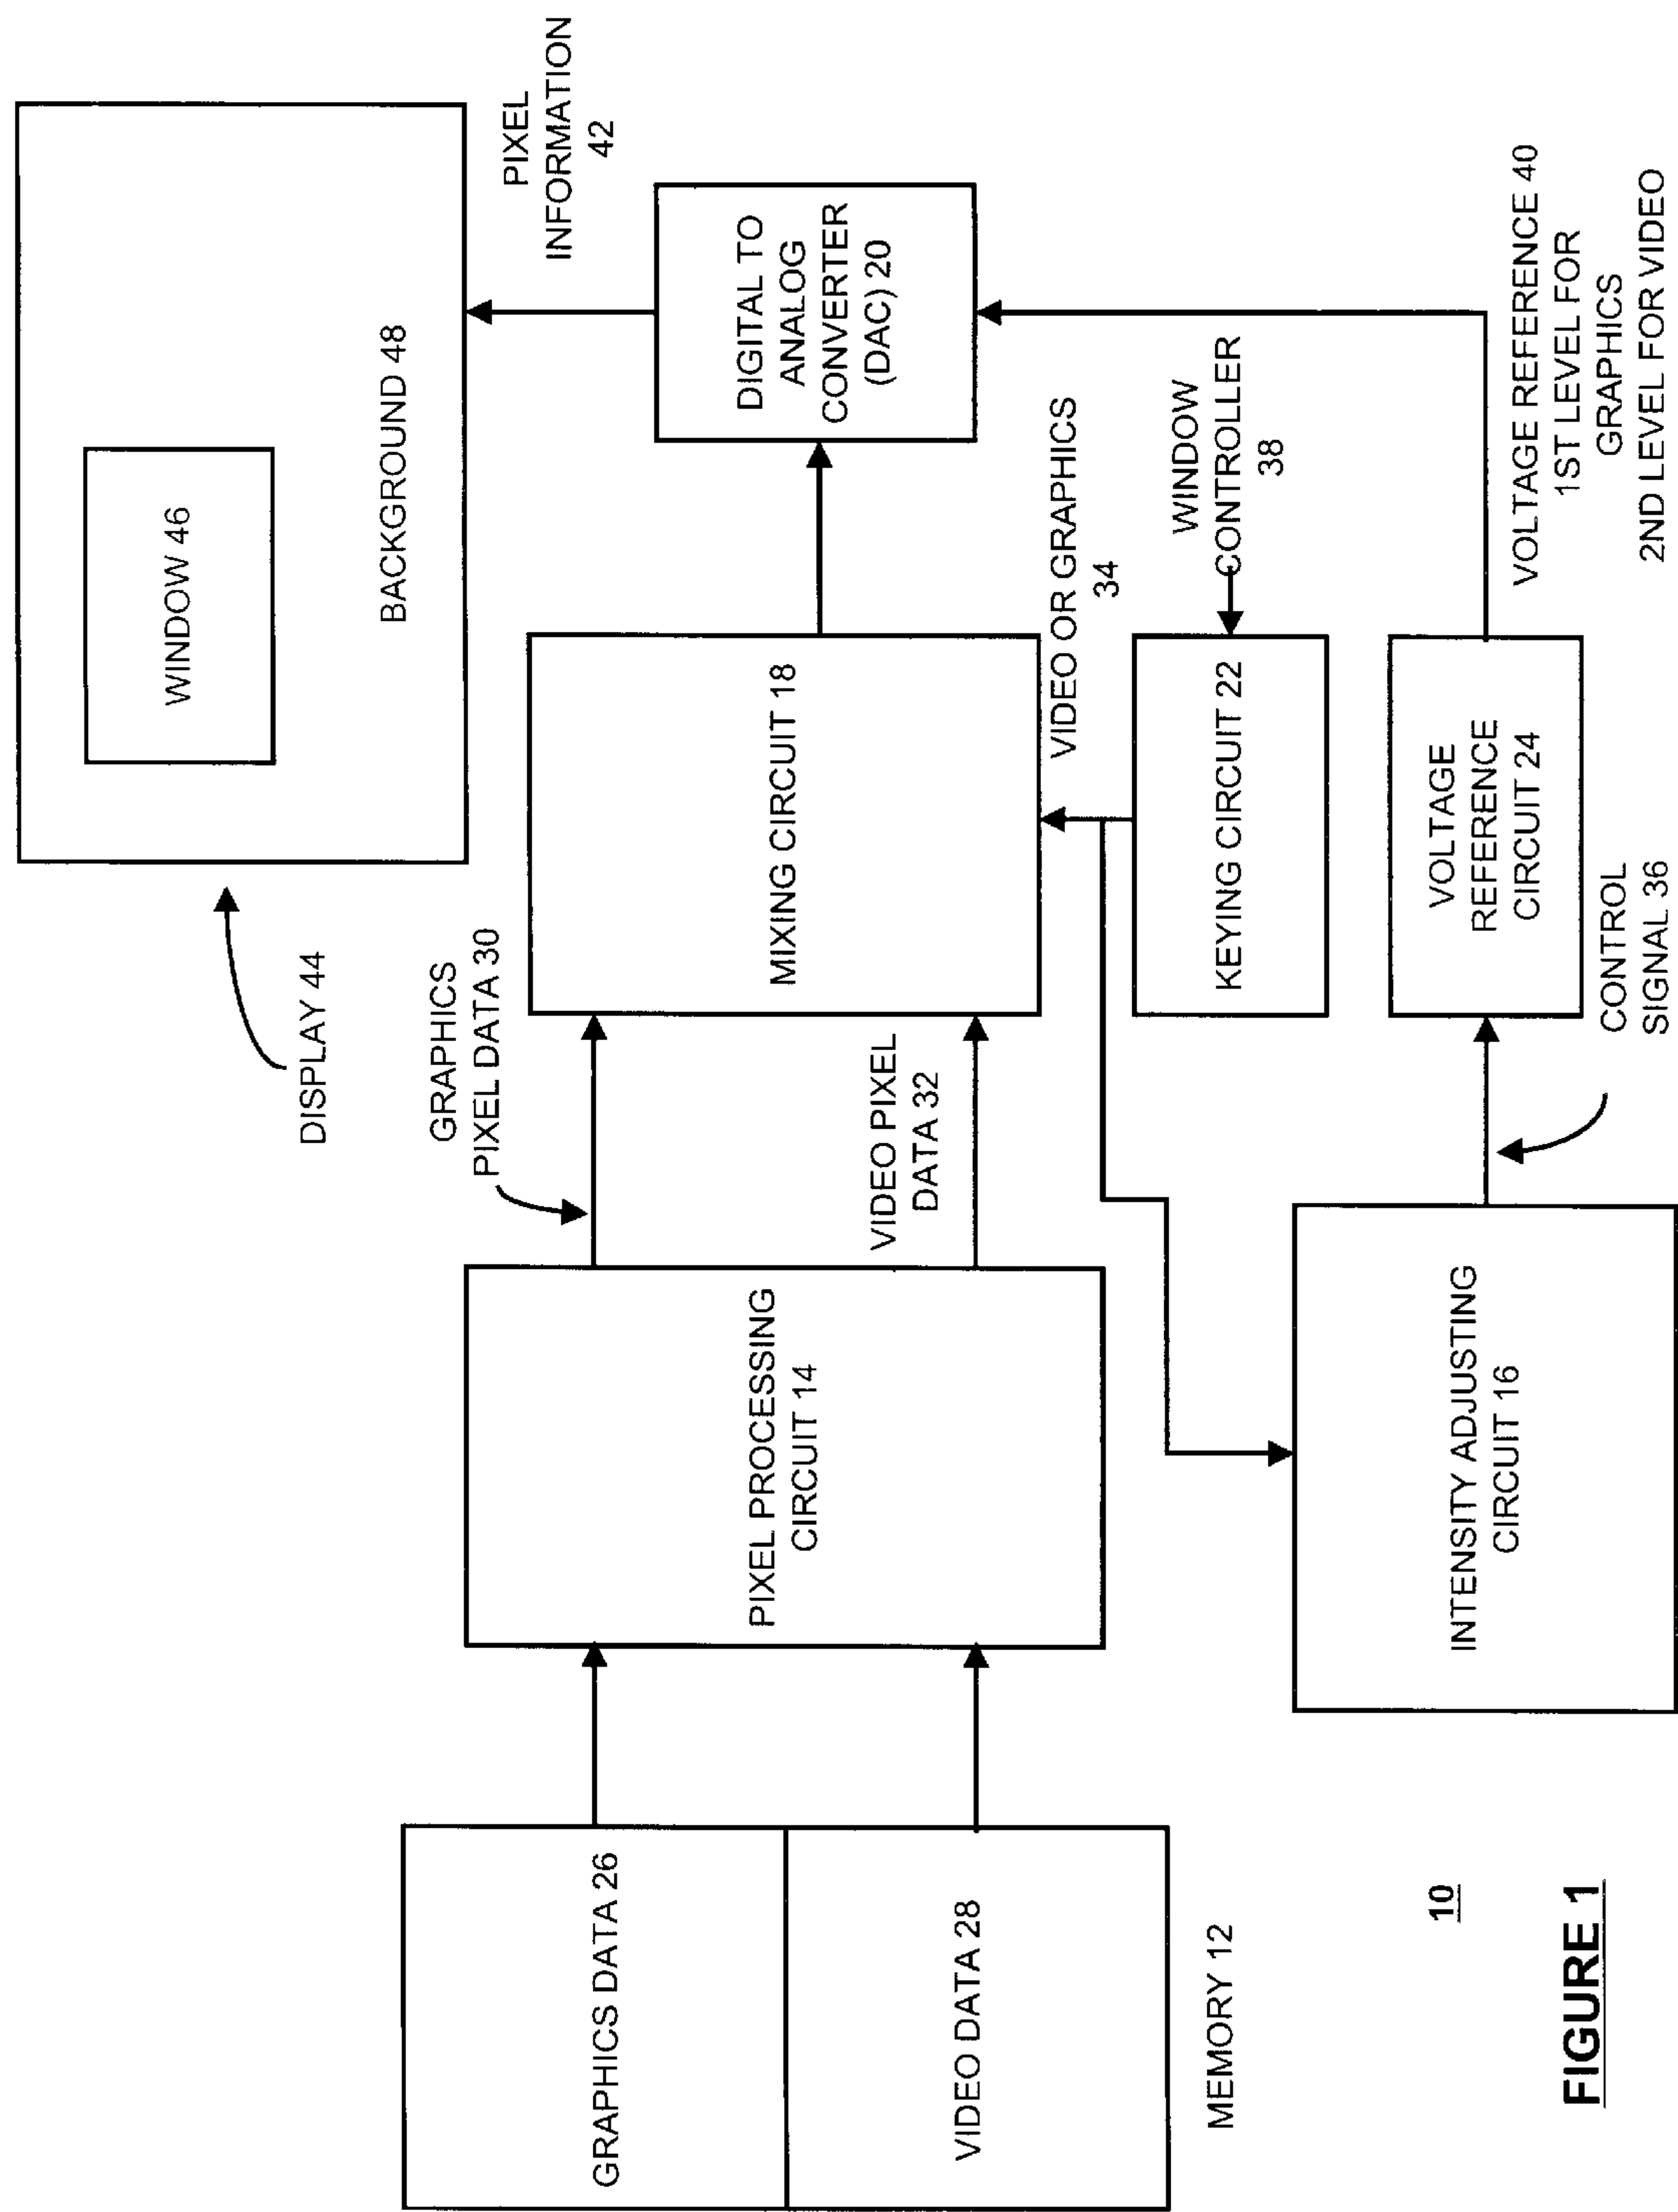 WINDOW 46
BACKGROUND 48
DISPLAY 44
PIXEL
INFORMATION
42
GRAPHICS
PIXEL DATA 30
DIGITAL TO
ANALOG
CONVERTER
(DAC) 20
GRAPHICS DATA 26
VIDEO DATA 28
MEMORY 12
PIXEL PROCESSING
CIRCUIT 14
VIDEO PIXEL
DATA 32
MIXING CIRCUIT 18
VIDEO OR GRAPHICS
34
WINDOW
CONTROLLER
38
KEYING CIRCUIT 22
INTENSITY ADJUSTING
CIRCUIT 16
VOLTAGE
REFERENCE
CIRCUIT 24
CONTROL
SIGNAL 36
VOLTAGE REFERENCE 40
1ST LEVEL FOR
GRAPHICS
2ND LEVEL FOR VIDEO
10
FIGURE 1